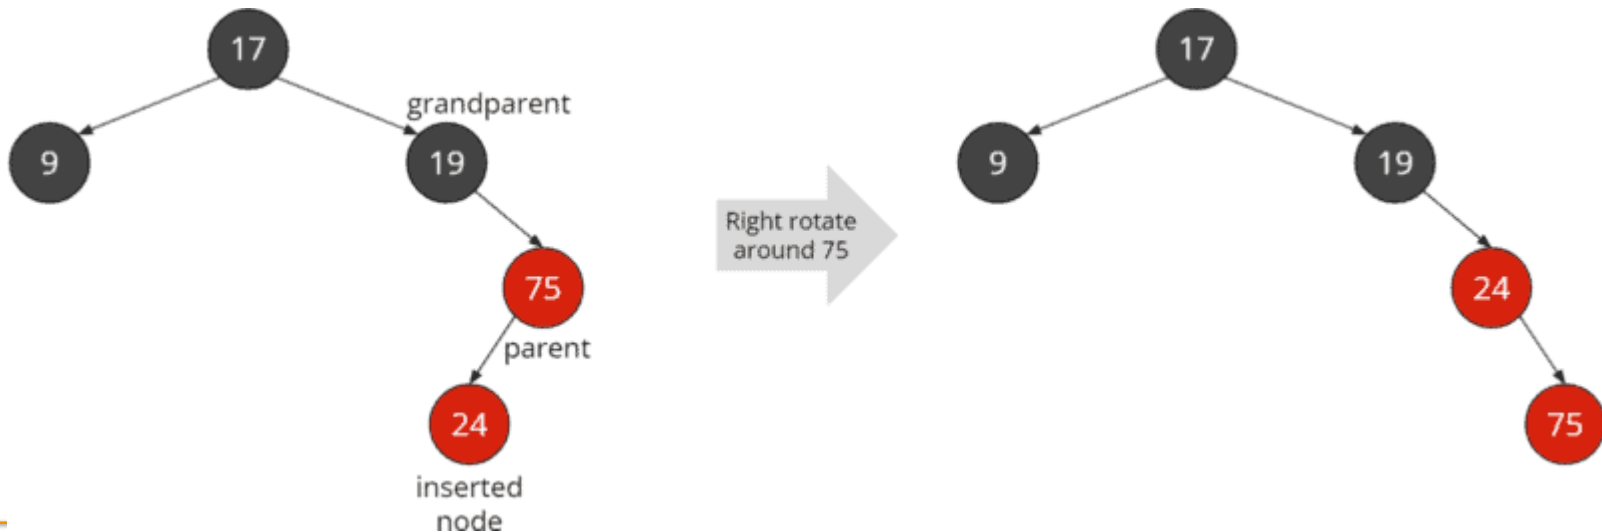 17
grandparent
9
19
75
parent
24
inserted
node
Right rotate
around 75
17
9
19
24
75